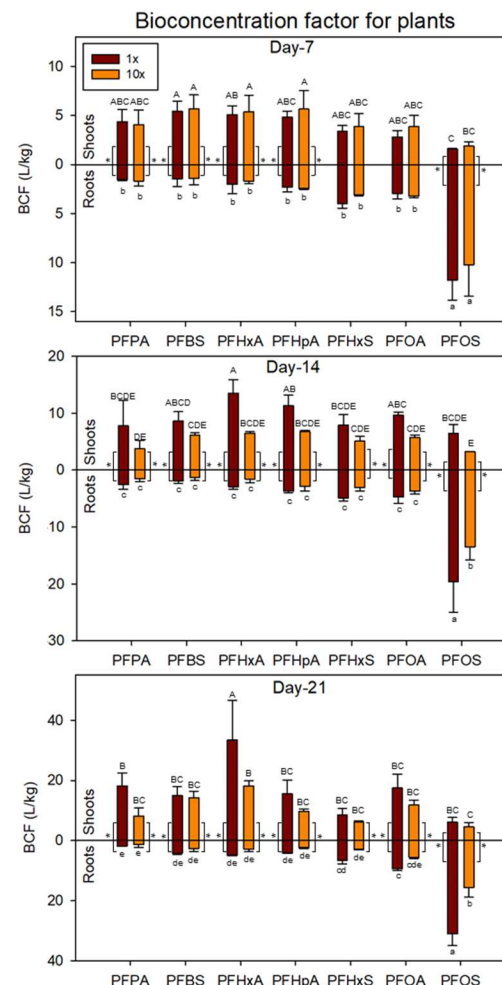 Bioconcentration factor for plants
Day-7
1x
10x
BCF (L/kg)
Shoots
Roots
10
5
0
5
10
15
ABC ABC A A AB A ABC A ABC ABC ABC ABC C BC
* * * * * * * * * *
b b b b b b b b b b b b a a
PFPA PFBS PFHxA PFHpA PFHxS PFOA PFOS
Day-14
BCF (L/kg)
Shoots
Roots
20
10
0
10
20
30
BCDE DE ABCD CDE A BCDE AB BCDE BCDE CDE ABC CDE BCDE E
* * * * * * * * * * * * * *
c c c c c c c c c c c c a b
PFPA PFBS PFHxA PFHpA PFHxS PFOA PFOS
Day-21
BCF (L/kg)
Shoots
Roots
40
20
0
20
40
B BC BC BC A B BC BC BC BC BC BC BC C
* * * * * * * * * * * * * *
e e de de de de de de cd de c cde a b
PFPA PFBS PFHxA PFHpA PFHxS PFOA PFOS